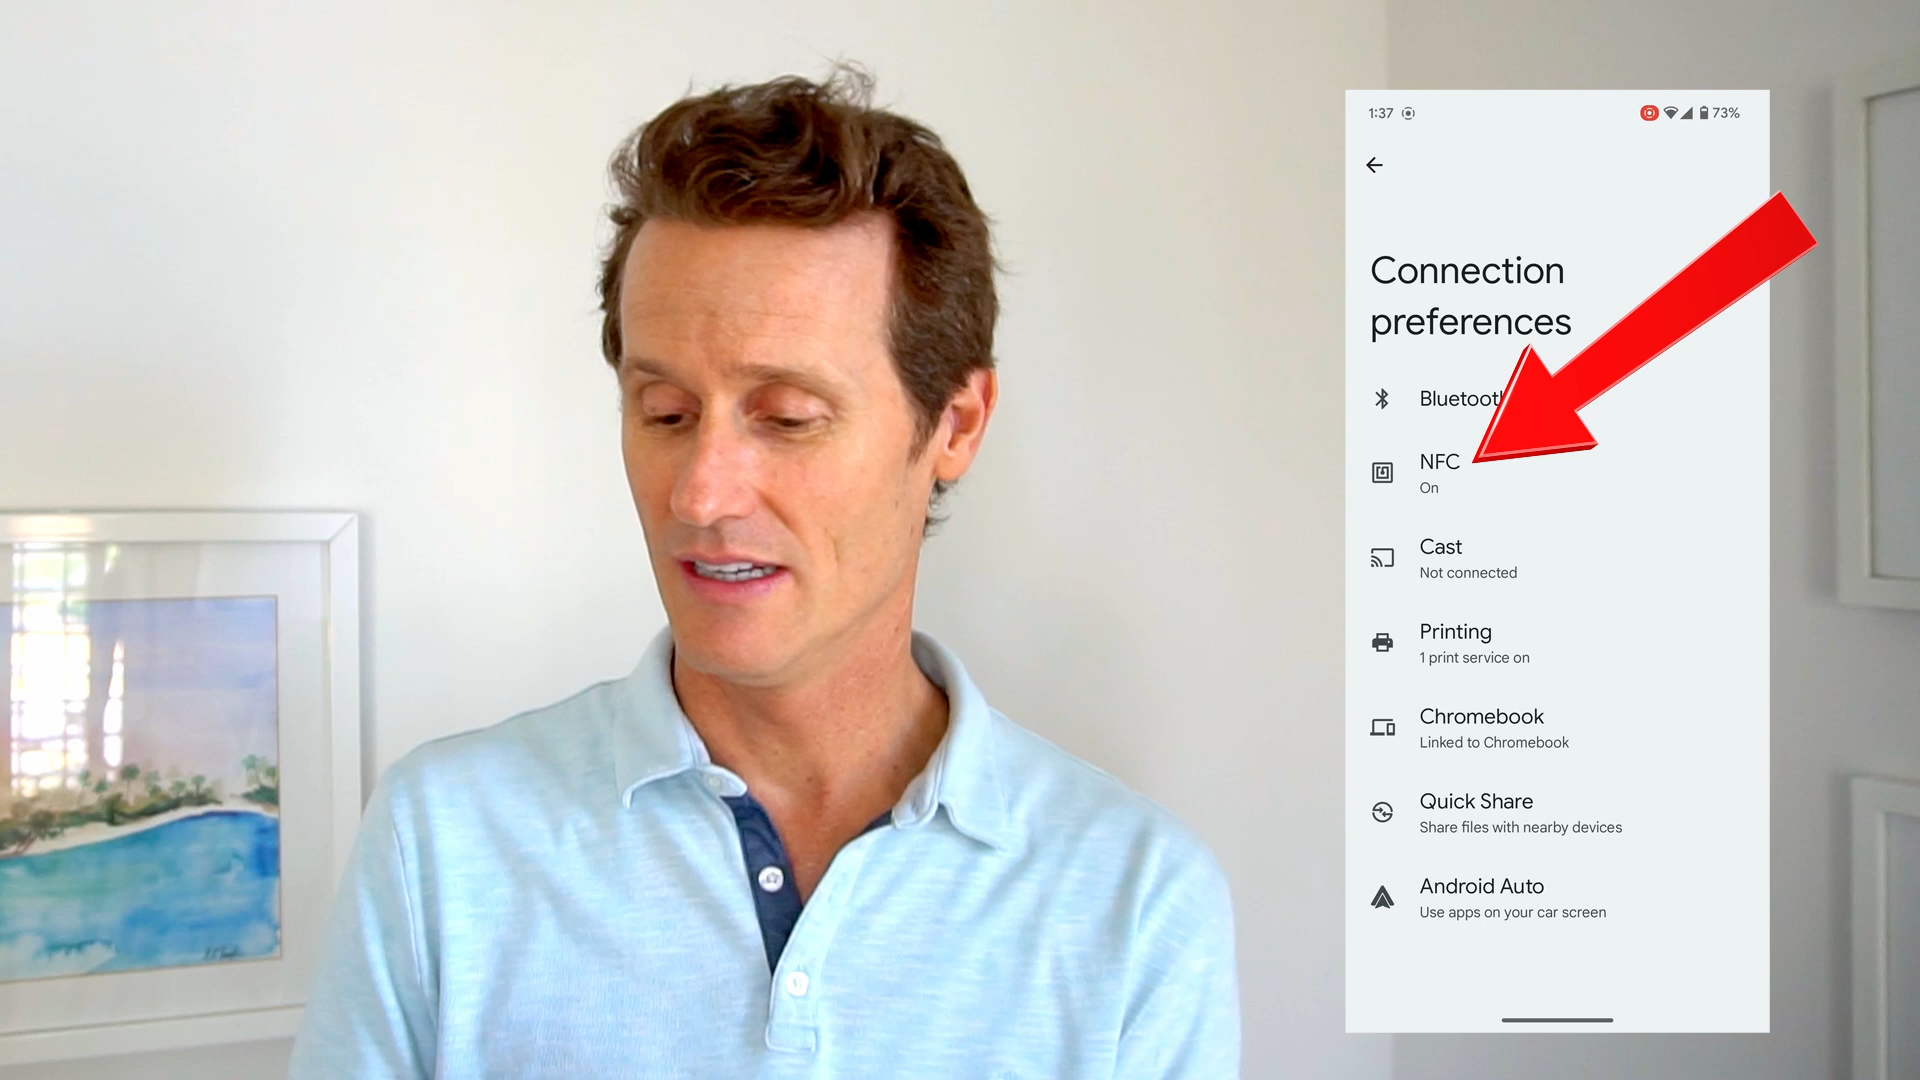 1:37
73%
Connection
preferences
Bluetooth
NFC
On
Cast
Not connected
Printing
1 print service on
Chromebook
Linked to Chromebook
Quick Share
Share files with nearby devices
Android Auto
Use apps on your car screen